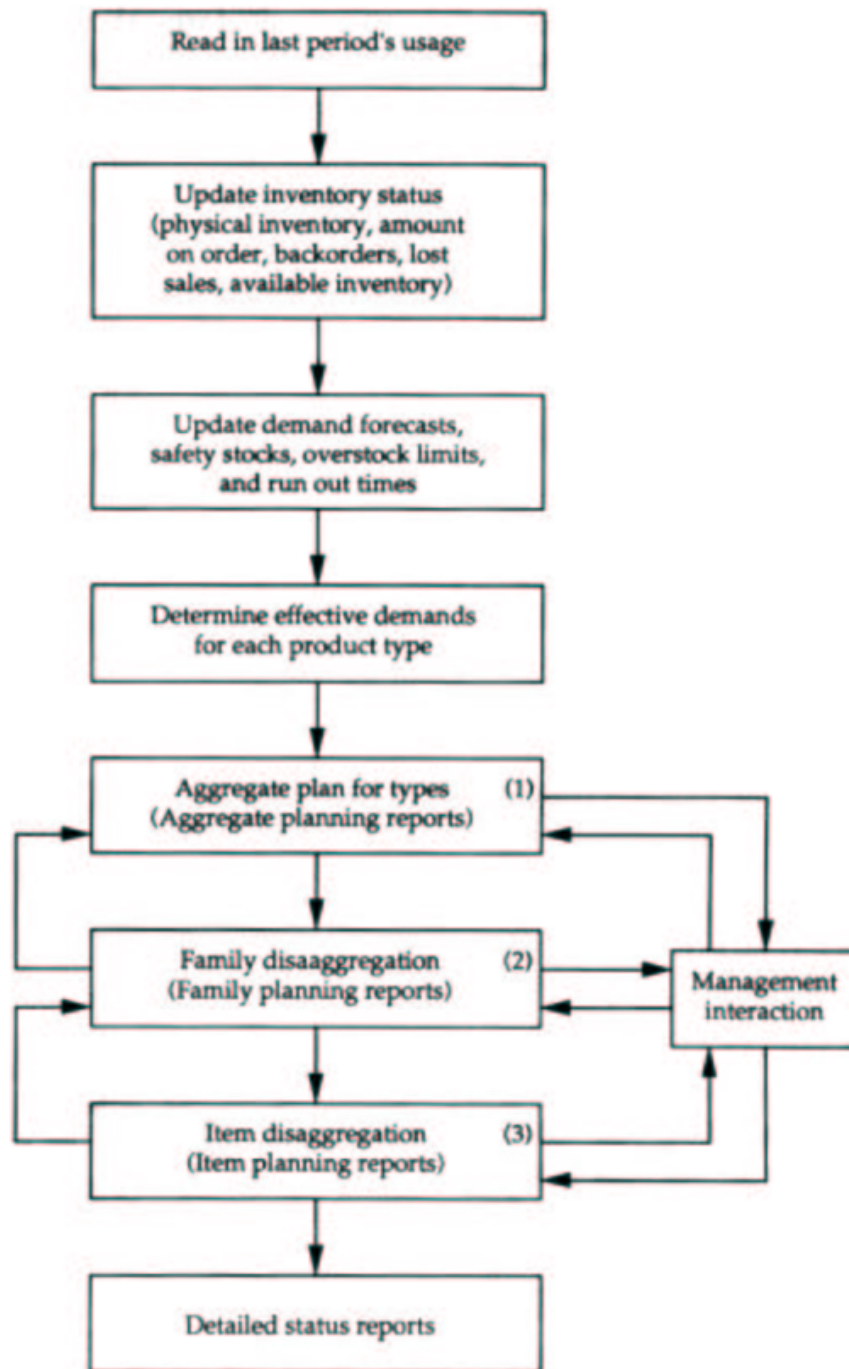 Read in last period's usage
Update inventory status
(physical inventory, amount
on order, backorders, lost
sales, available inventory)
Update demand forecasts,
safety stocks, overstock limits,
and run out times
Determine effective demands
for each product type
Aggregate plan for types (1)
(Aggregate planning reports)
Family disaaggregation (2)
(Family planning reports)
Management
interaction
Item disaggregation (3)
(Item planning reports)
Detailed status reports